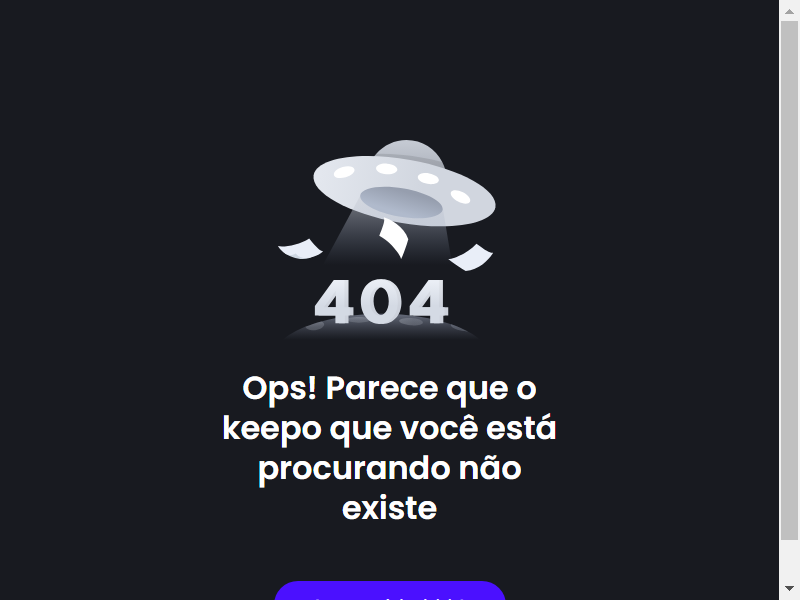 404
Ops! Parece que o
keepo que você está
procurando não
existe